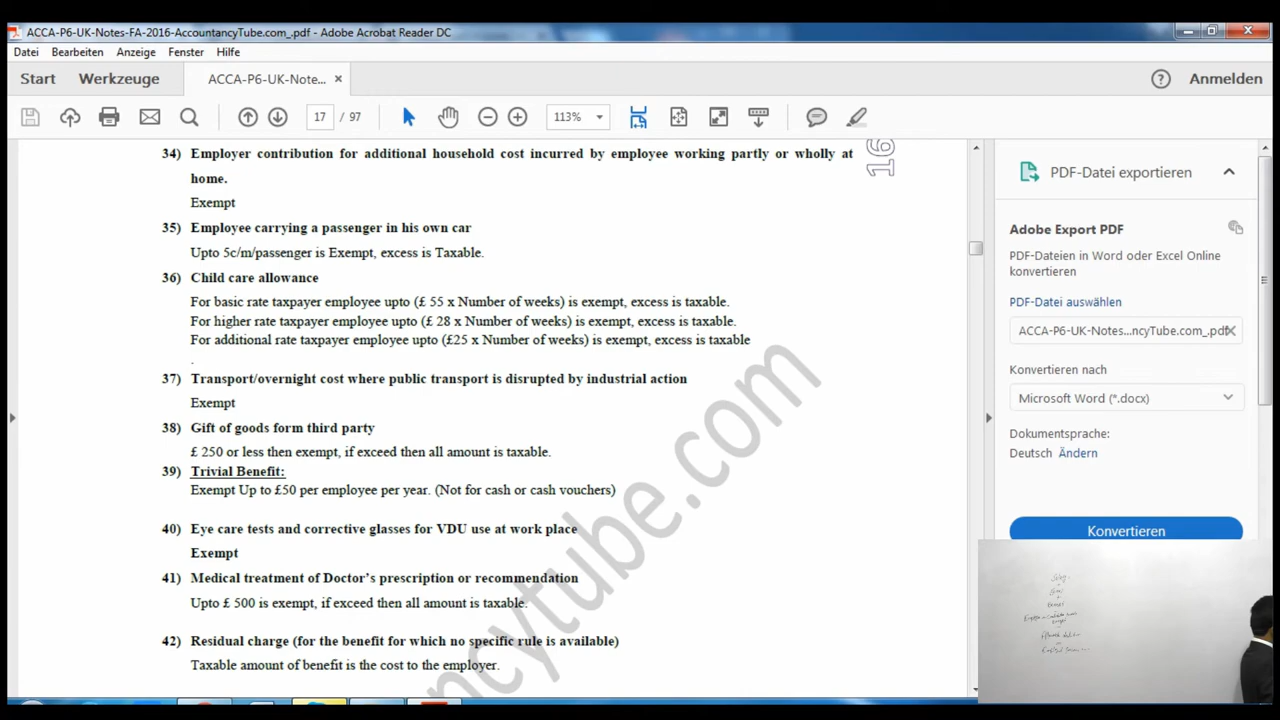 ACCA-P6-UK-Notes-FA-2016-AccountancyTube.com_.pdf - Adobe Acrobat Reader DC
Datei Bearbeiten Anzeige Fenster Hilfe
Start Werkzeuge ACCA-P6-UK-Note... × ? Anmelden
17 / 97 113%
16
34) Employer contribution for additional household cost incurred by employee working partly or wholly at
home.
Exempt
35) Employee carrying a passenger in his own car
Upto 5c/m/passenger is Exempt, excess is Taxable.
36) Child care allowance
For basic rate taxpayer employee upto (£ 55 x Number of weeks) is exempt, excess is taxable.
For higher rate taxpayer employee upto (£ 28 x Number of weeks) is exempt, excess is taxable.
For additional rate taxpayer employee upto (£25 x Number of weeks) is exempt, excess is taxable
.
37) Transport/overnight cost where public transport is disrupted by industrial action
Exempt
38) Gift of goods form third party
£ 250 or less then exempt, if exceed then all amount is taxable.
39) Trivial Benefit:
Exempt Up to £50 per employee per year. (Not for cash or cash vouchers)
40) Eye care tests and corrective glasses for VDU use at work place
Exempt
41) Medical treatment of Doctor's prescription or recommendation
Upto £ 500 is exempt, if exceed then all amount is taxable.
42) Residual charge (for the benefit for which no specific rule is available)
Taxable amount of benefit is the cost to the employer.
ncytube.com
PDF-Datei exportieren
Adobe Export PDF
PDF-Dateien in Word oder Excel Online
konvertieren
PDF-Datei auswählen
ACCA-P6-UK-Notes...ncyTube.com_.pdf
Konvertieren nach
Microsoft Word (*.docx)
Dokumentsprache:
Deutsch Ändern
Konvertieren